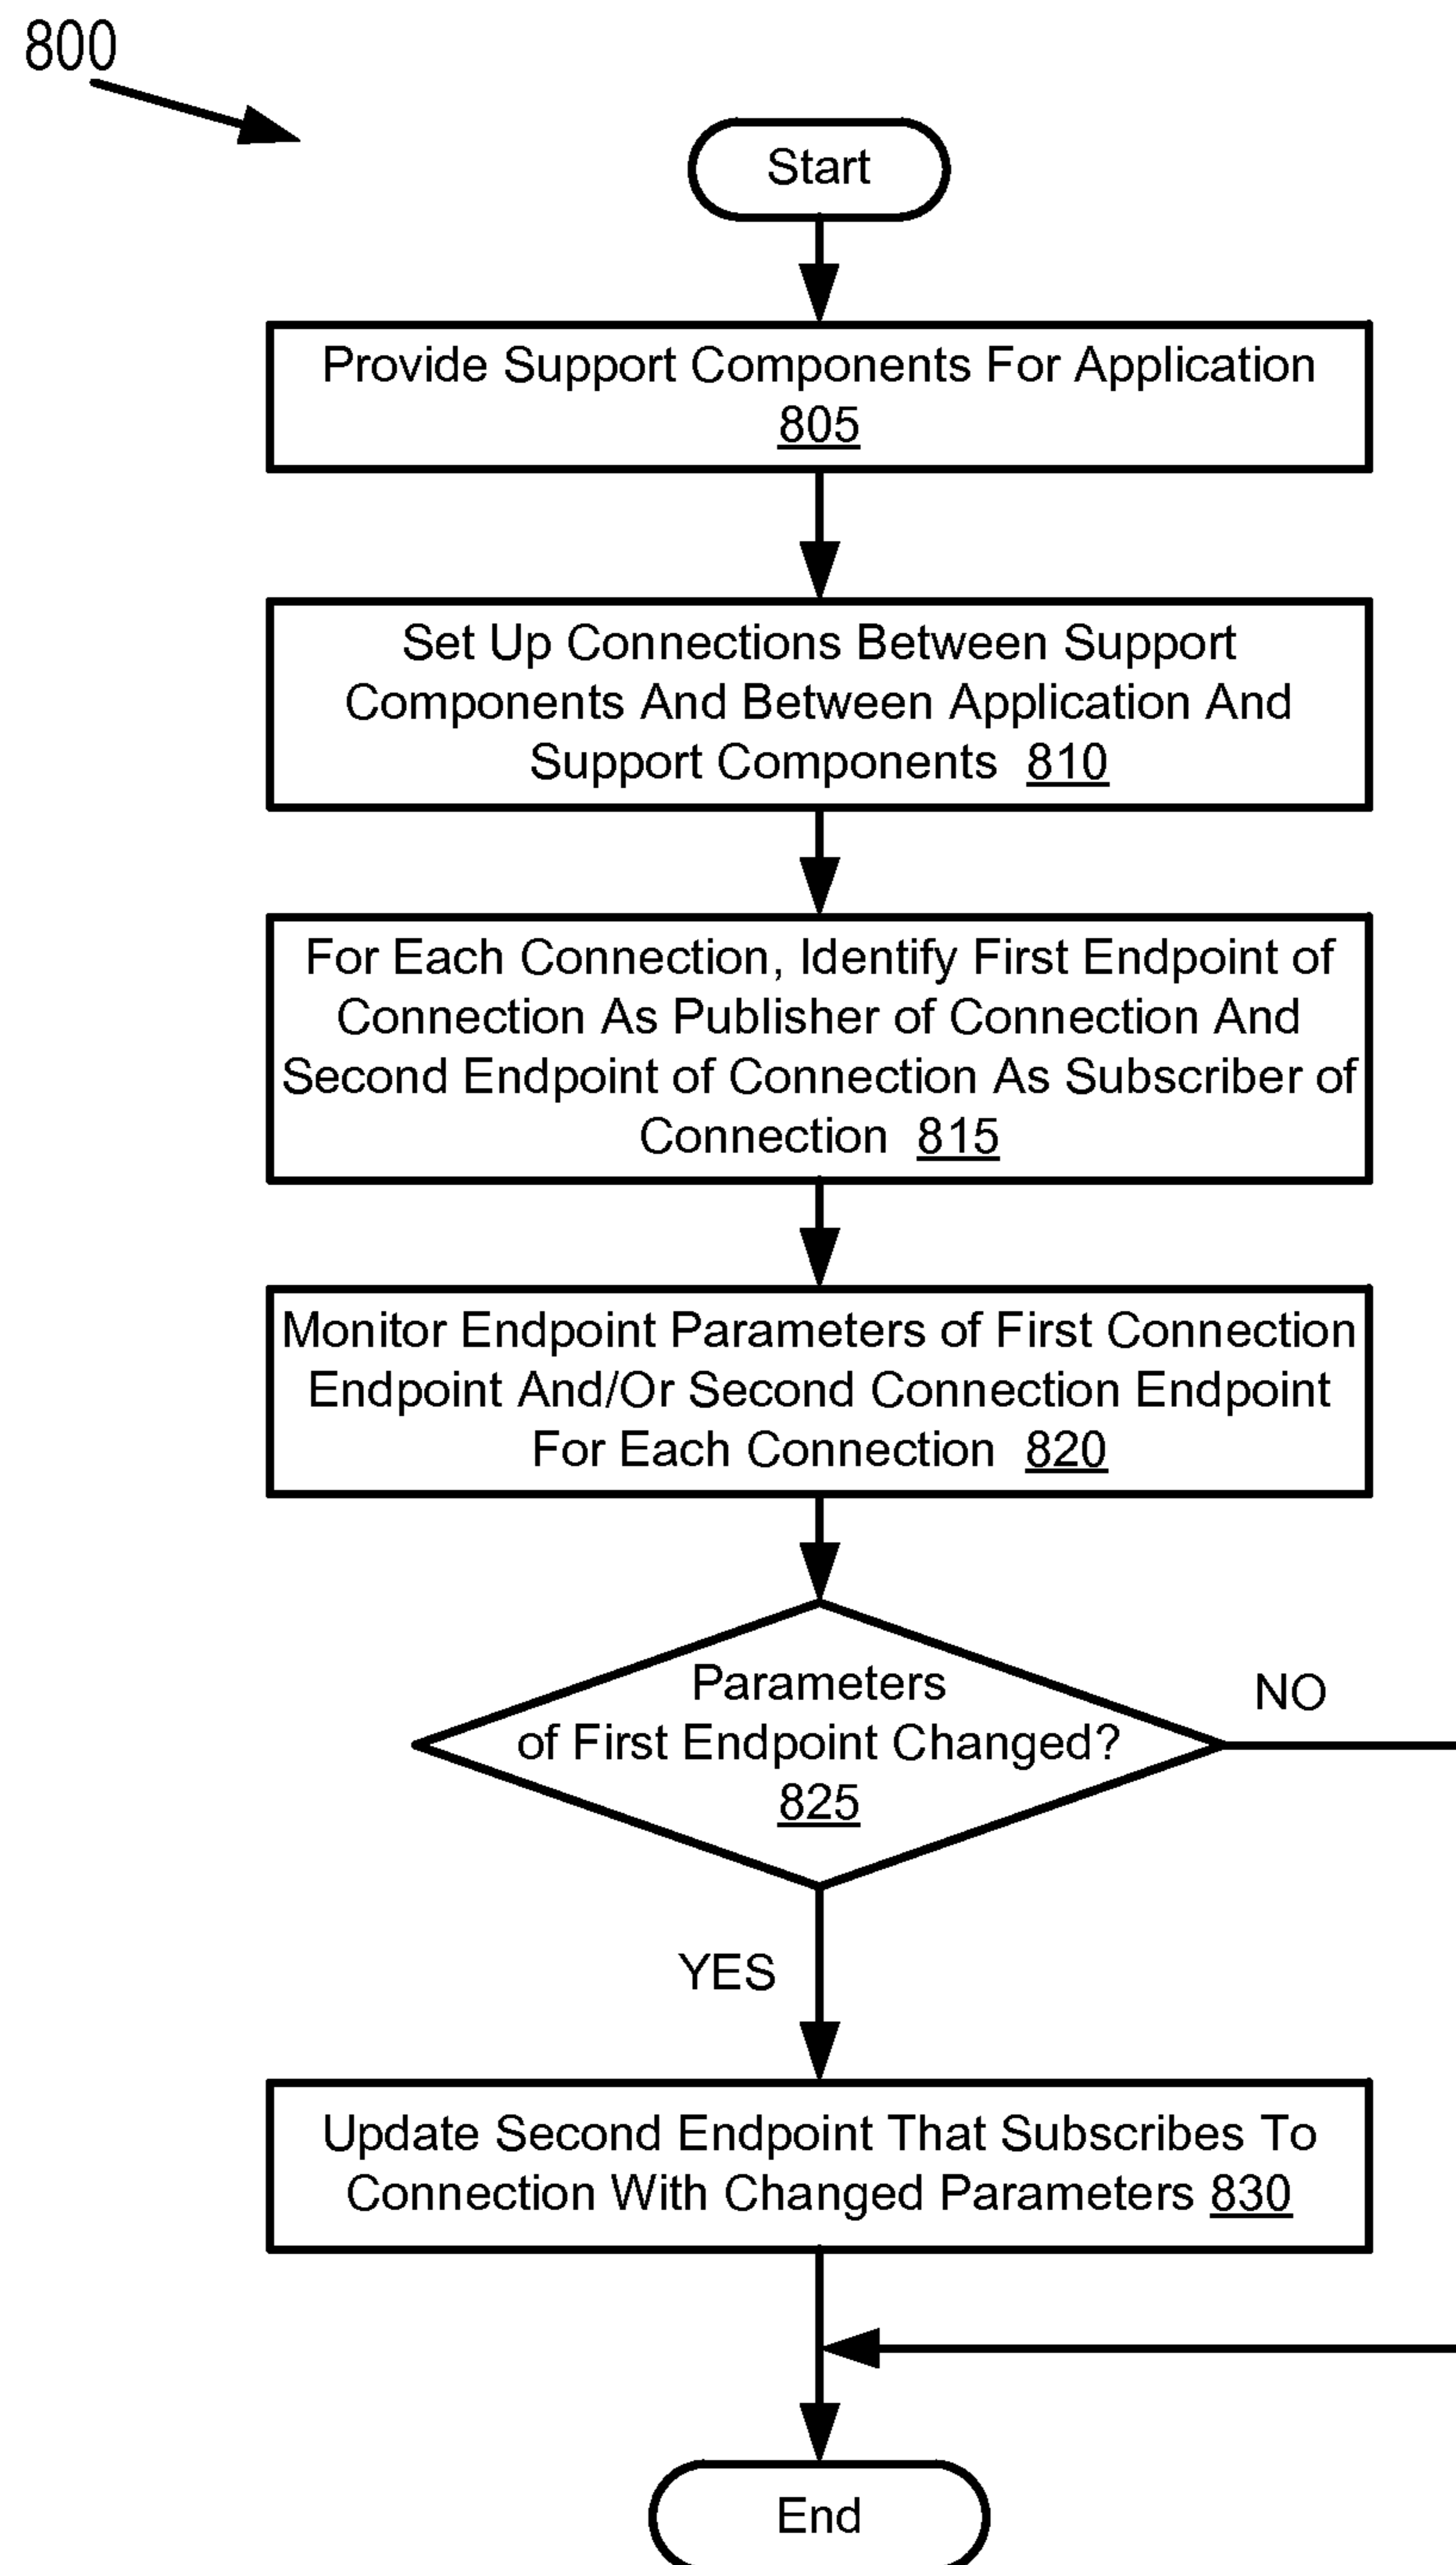 800
Start
Provide Support Components For Application
805
Set Up Connections Between Support
Components And Between Application And
Support Components 810
For Each Connection, Identify First Endpoint of
Connection As Publisher of Connection And
Second Endpoint of Connection As Subscriber of
Connection 815
Monitor Endpoint Parameters of First Connection
Endpoint And/Or Second Connection Endpoint
For Each Connection 820
Parameters
of First Endpoint Changed?
825
NO
YES
Update Second Endpoint That Subscribes To
Connection With Changed Parameters 830
End